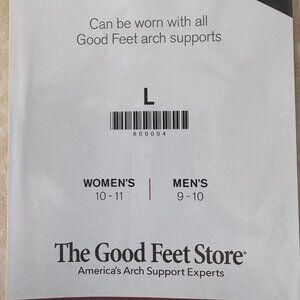 Can be worn with all
Good Feet arch supports
L
600004
WOMEN'S | MEN'S
10 - 11 | 9 - 10
The Good Feet Store®
America's Arch Support Experts